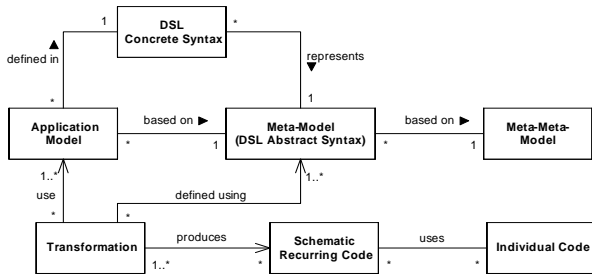 1
DSL
Concrete Syntax
*
defined in
represents
*
1
Application
Model
based on
*
1
Meta-Model
(DSL Abstract Syntax)
based on
*
1
Meta-Meta-
Model
1..*
use
*
defined using
1..*
*
Transformation
produces
1..*
*
Schematic
Recurring Code
uses
*
*
Individual Code